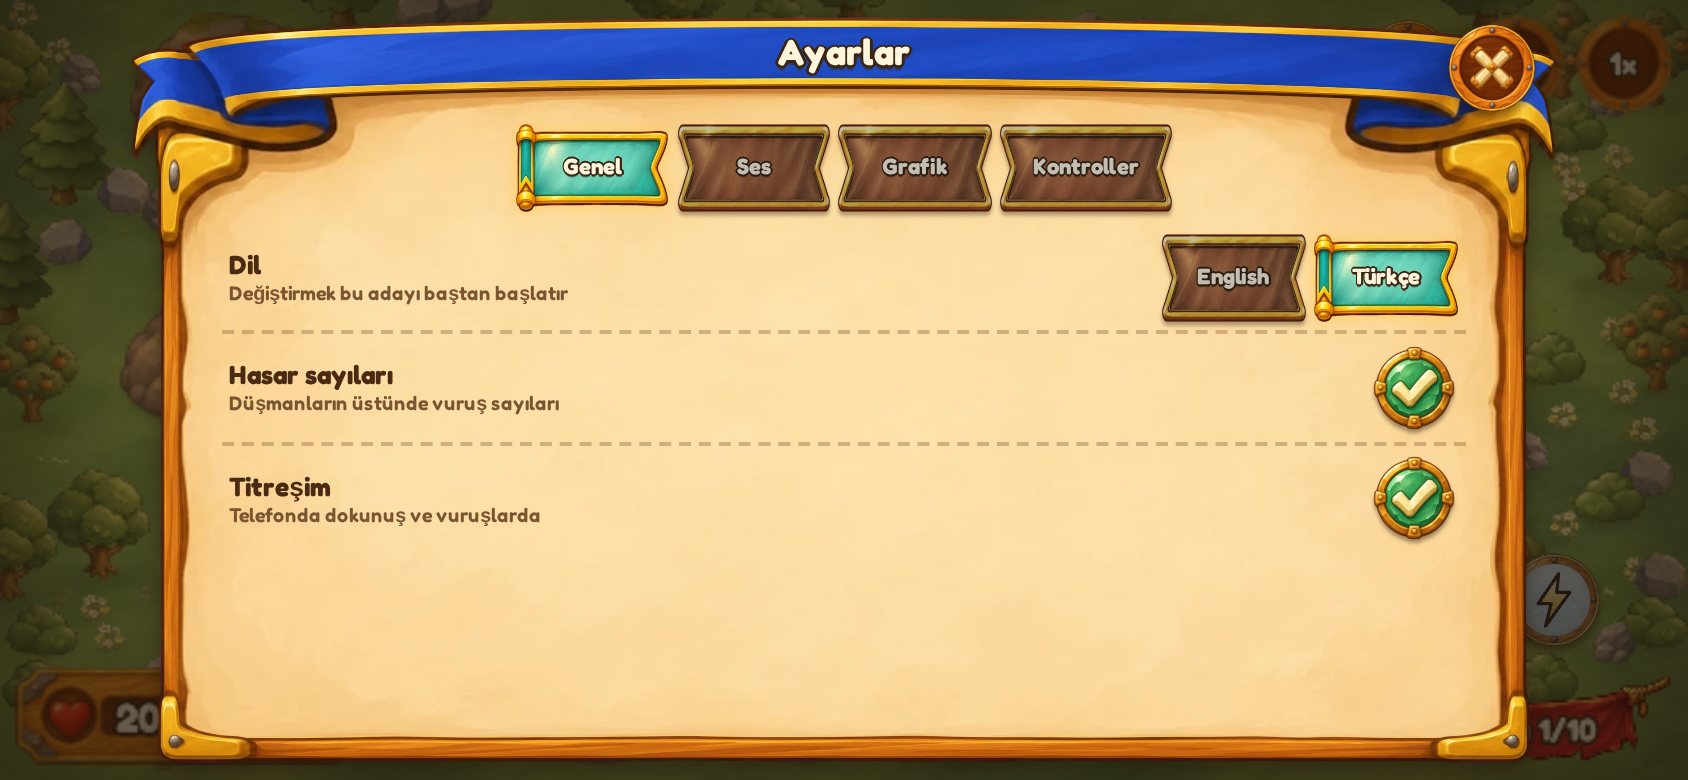 Ayarlar
1x
Genel
Ses
Grafik
Kontroller
Dil
Değiştirmek bu adayı baştan başlatır
English
Türkçe
Hasar sayıları
Düşmanların üstünde vuruş sayıları
Titreşim
Telefonda dokunuş ve vuruşlarda
20
1/10